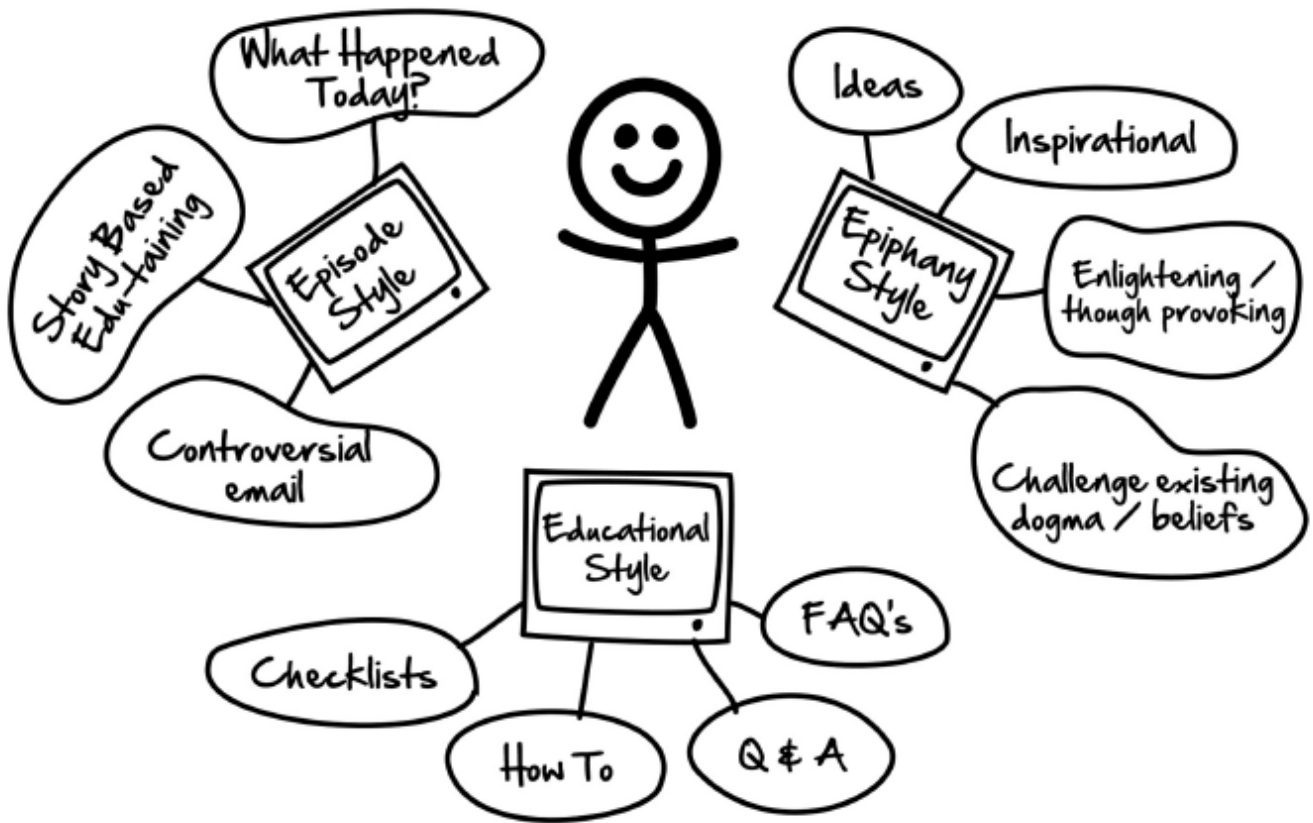 What Happened
Today?
Story Based
Edu-taining
Episode
Style
Controversial
email
Ideas
Inspirational
Epiphany
Style
Enlightening /
though provoking
Challenge existing
dogma / beliefs
Educational
Style
Checklists
How To
Q & A
FAQ's